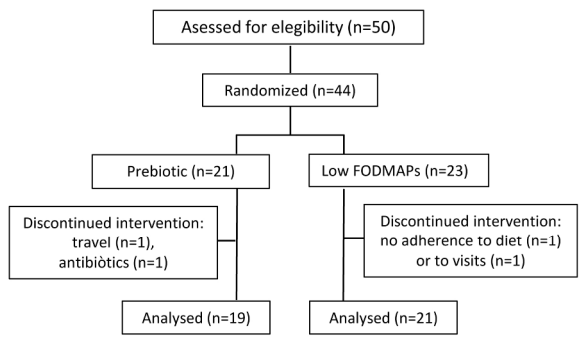 Asessed for elegibility (n=50)
Randomized (n=44)
Prebiotic (n=21)
Low FODMAPs (n=23)
Discontinued intervention:
travel (n=1),
antibiòtics (n=1)
Discontinued intervention:
no adherence to diet (n=1)
or to visits (n=1)
Analysed (n=19)
Analysed (n=21)